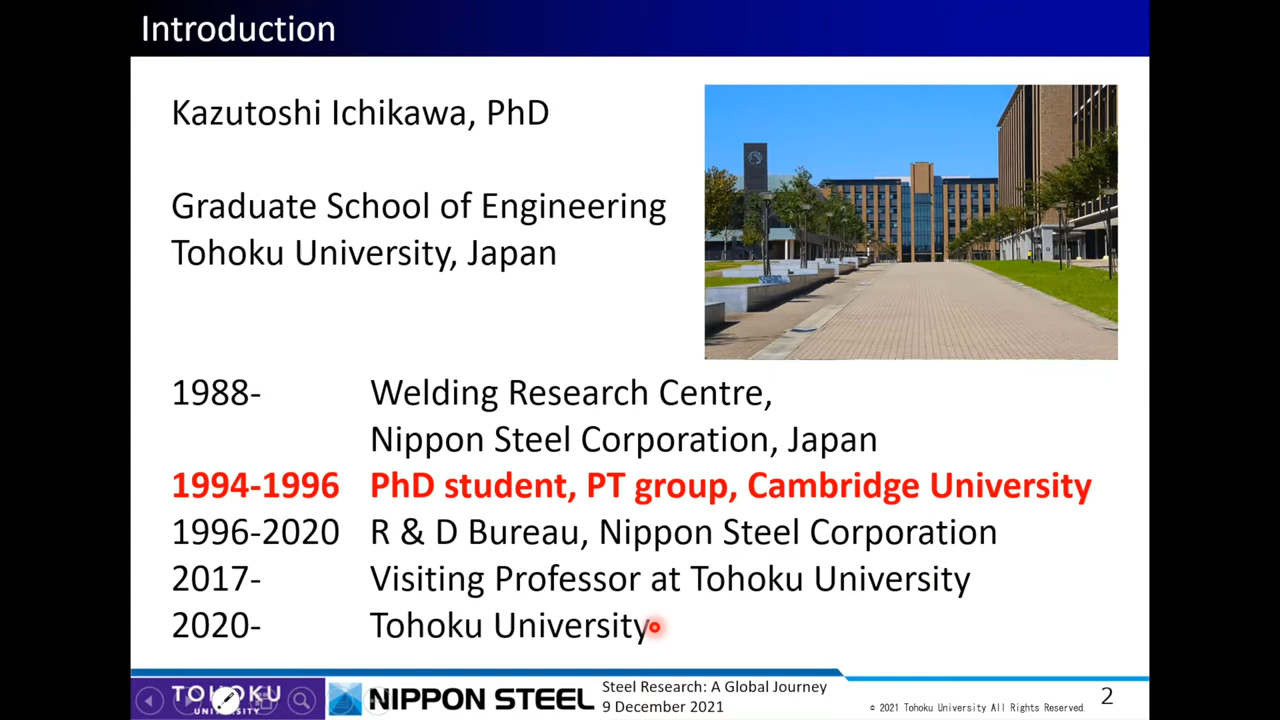 Introduction
Kazutoshi Ichikawa, PhD
Graduate School of Engineering
Tohoku University, Japan
1988- Welding Research Centre,
Nippon Steel Corporation, Japan
1994-1996 PhD student, PT group, Cambridge University
1996-2020 R & D Bureau, Nippon Steel Corporation
2017- Visiting Professor at Tohoku University
2020- Tohoku University
TOHOKU
UNIVERSITY
NIPPON STEEL
Steel Research: A Global Journey
9 December 2021
© 2021 Tohoku University All Rights Reserved.
2